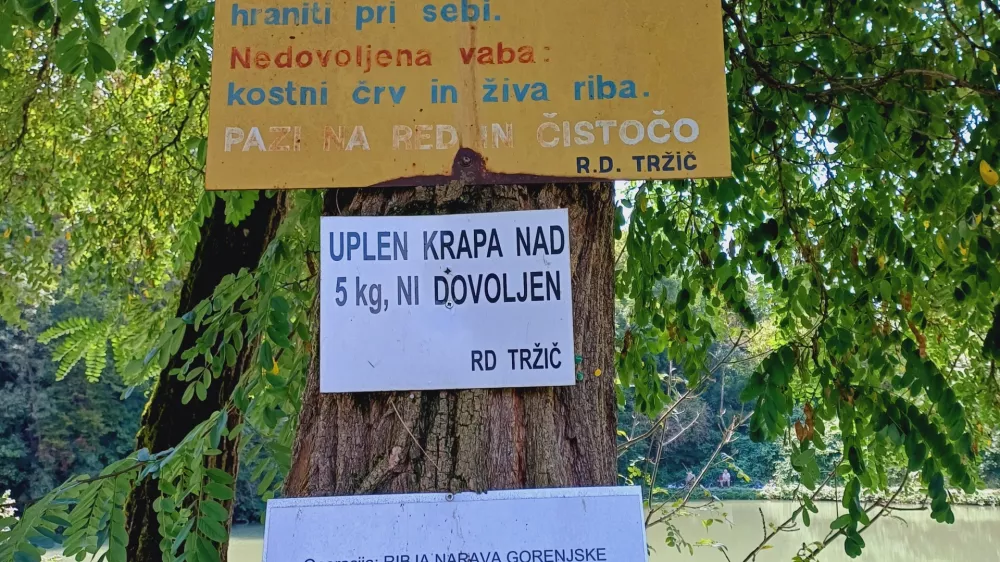 hraniti pri sebi.
Nedovoljena vaba:
kostni črv in živa riba.
PAZI NA RED IN ČISTOČO
R.D. TRŽIČ
UPLEN KRAPA NAD
5 kg, NI DOVOLJEN
RD TRŽIČ
Operacija: RIBJA NARAVA GORENJSKE